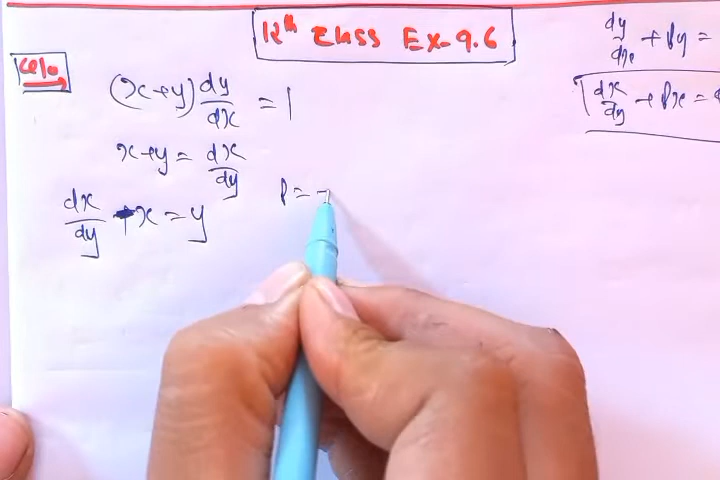 12th Class Ex-9.6
dy/dx + Py =
dx/dy + Px =
(x+y) dy/dx = 1
x+y = dx/dy
dx/dy - x = y
P = -1